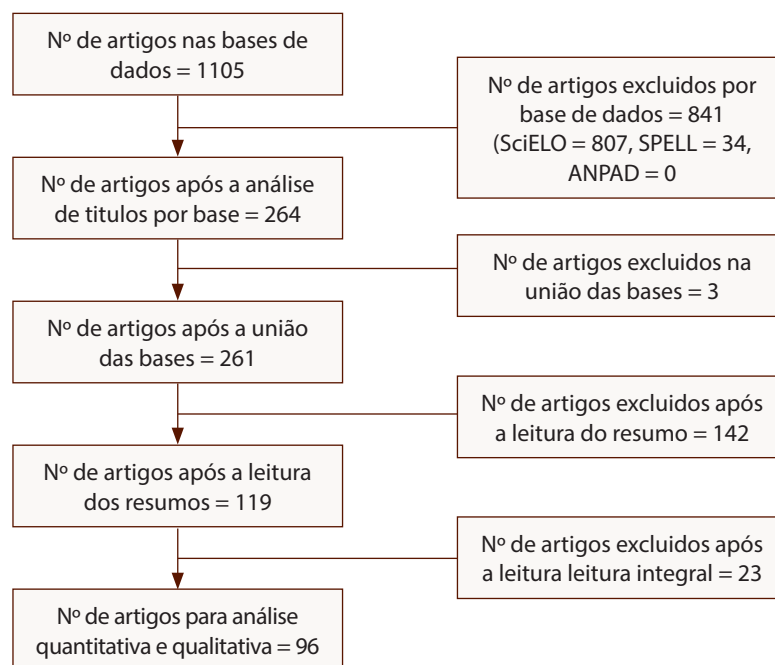 Nº de artigos nas bases de
dados = 1105
Nº de artigos excluidos por
base de dados = 841
(SciELO = 807, SPELL = 34,
ANPAD = 0
Nº de artigos após a análise
de titulos por base = 264
Nº de artigos excluidos na
união das bases = 3
Nº de artigos após a união
das bases = 261
Nº de artigos excluidos após
a leitura do resumo = 142
Nº de artigos após a leitura
dos resumos = 119
Nº de artigos excluidos após
a leitura leitura integral = 23
Nº de artigos para análise
quantitativa e qualitativa = 96